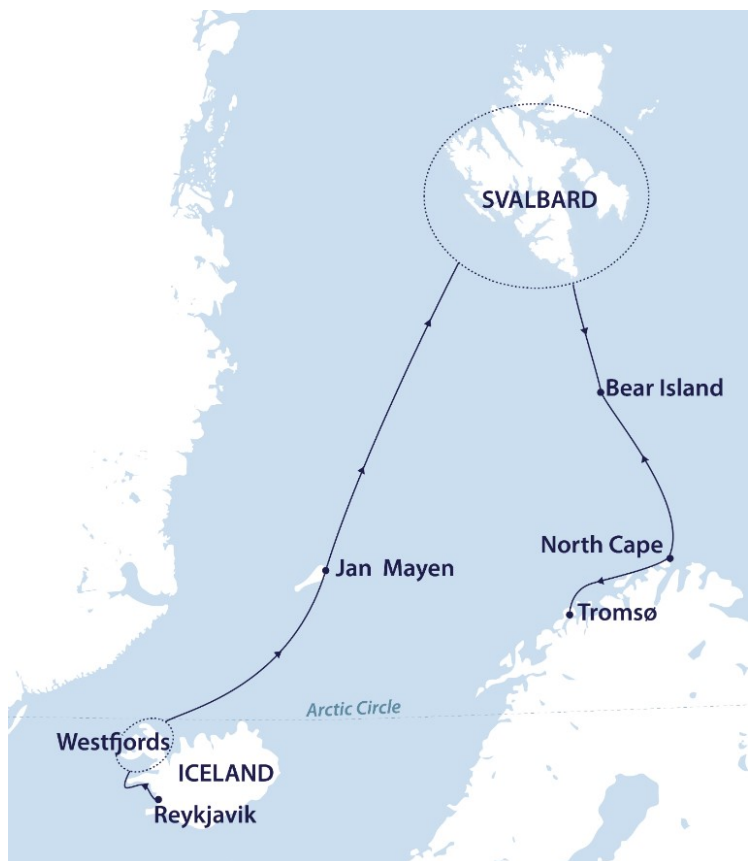 SVALBARD
Bear Island
North Cape
Jan Mayen
Tromsø
Arctic Circle
Westfjords
ICELAND
Reykjavik